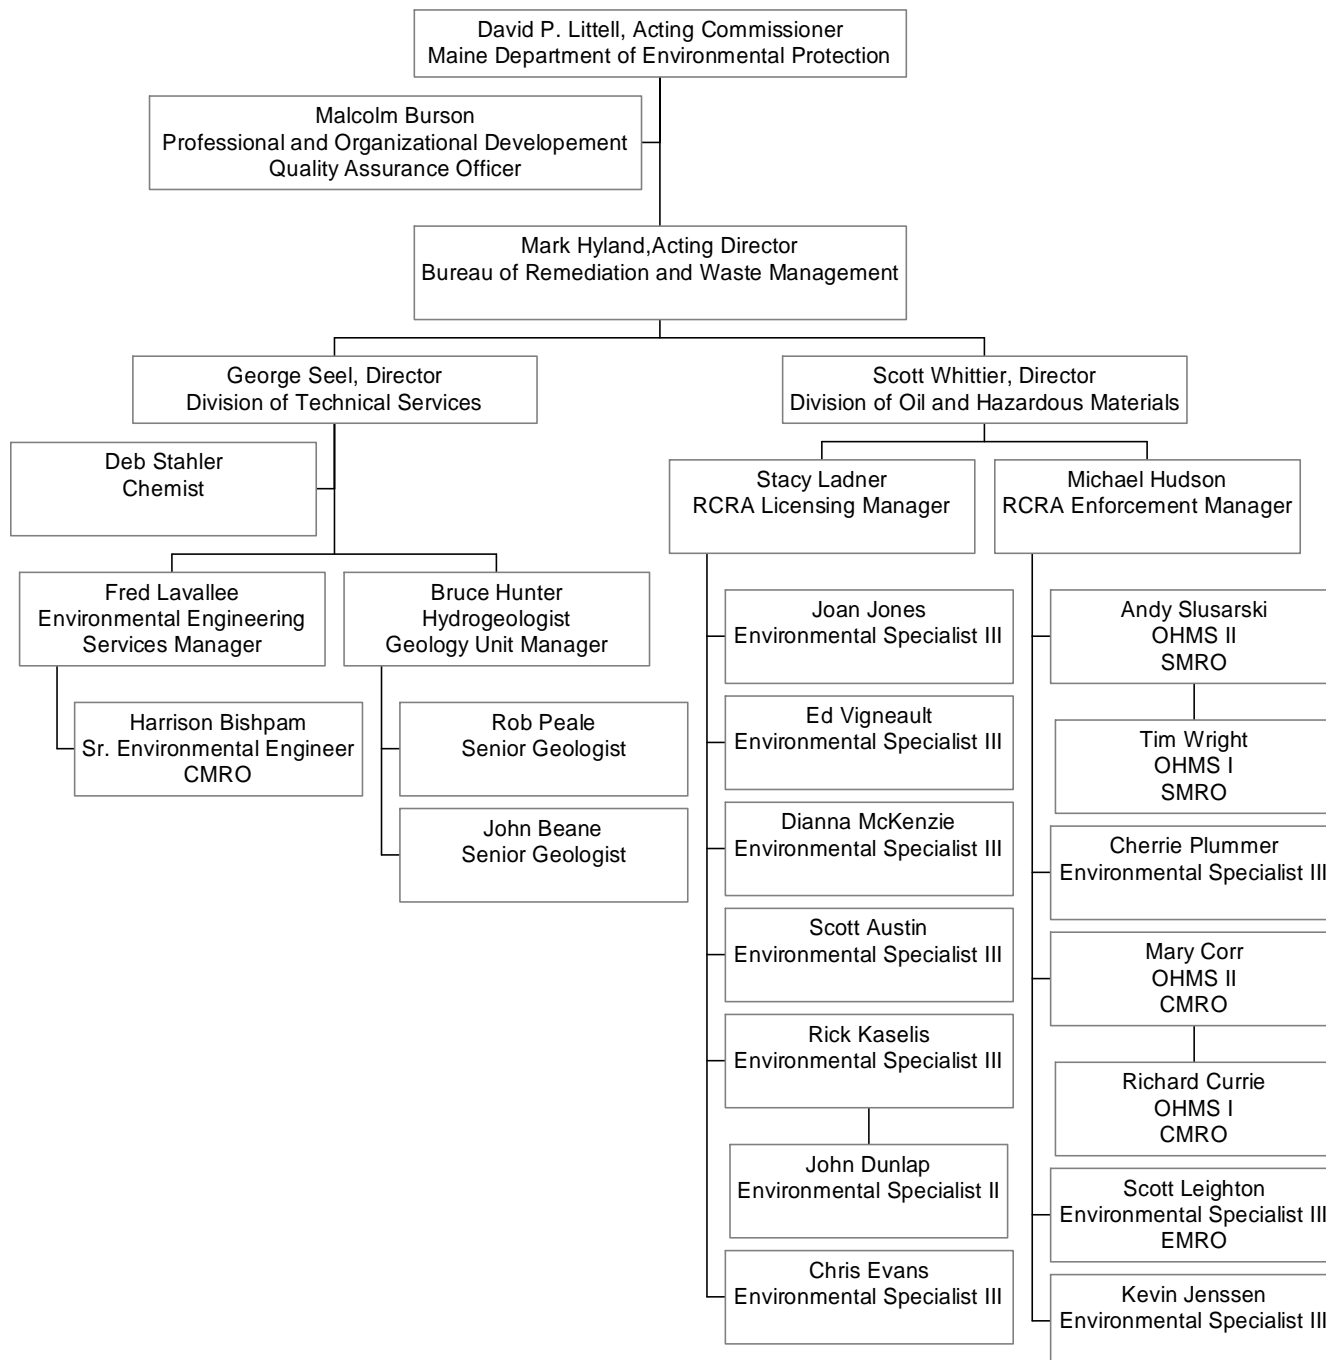 David P. Littell, Acting Commissioner
Maine Department of Environmental Protection
Malcolm Burson
Professional and Organizational Developement
Quality Assurance Officer
Mark Hyland,Acting Director
Bureau of Remediation and Waste Management
George Seel, Director
Division of Technical Services
Scott Whittier, Director
Division of Oil and Hazardous Materials
Deb Stahler
Chemist
Fred Lavallee
Environmental Engineering
Services Manager
Harrison Bishpam
Sr. Environmental Engineer
CMRO
Bruce Hunter
Hydrogeologist
Geology Unit Manager
Rob Peale
Senior Geologist
John Beane
Senior Geologist
Stacy Ladner
RCRA Licensing Manager
Joan Jones
Environmental Specialist III
Ed Vigneault
Environmental Specialist III
Dianna McKenzie
Environmental Specialist III
Scott Austin
Environmental Specialist III
Rick Kaselis
Environmental Specialist III
John Dunlap
Environmental Specialist II
Chris Evans
Environmental Specialist III
Michael Hudson
RCRA Enforcement Manager
Andy Slusarski
OHMS II
SMRO
Tim Wright
OHMS I
SMRO
Cherrie Plummer
Environmental Specialist III
Mary Corr
OHMS II
CMRO
Richard Currie
OHMS I
CMRO
Scott Leighton
Environmental Specialist III
EMRO
Kevin Jenssen
Environmental Specialist III